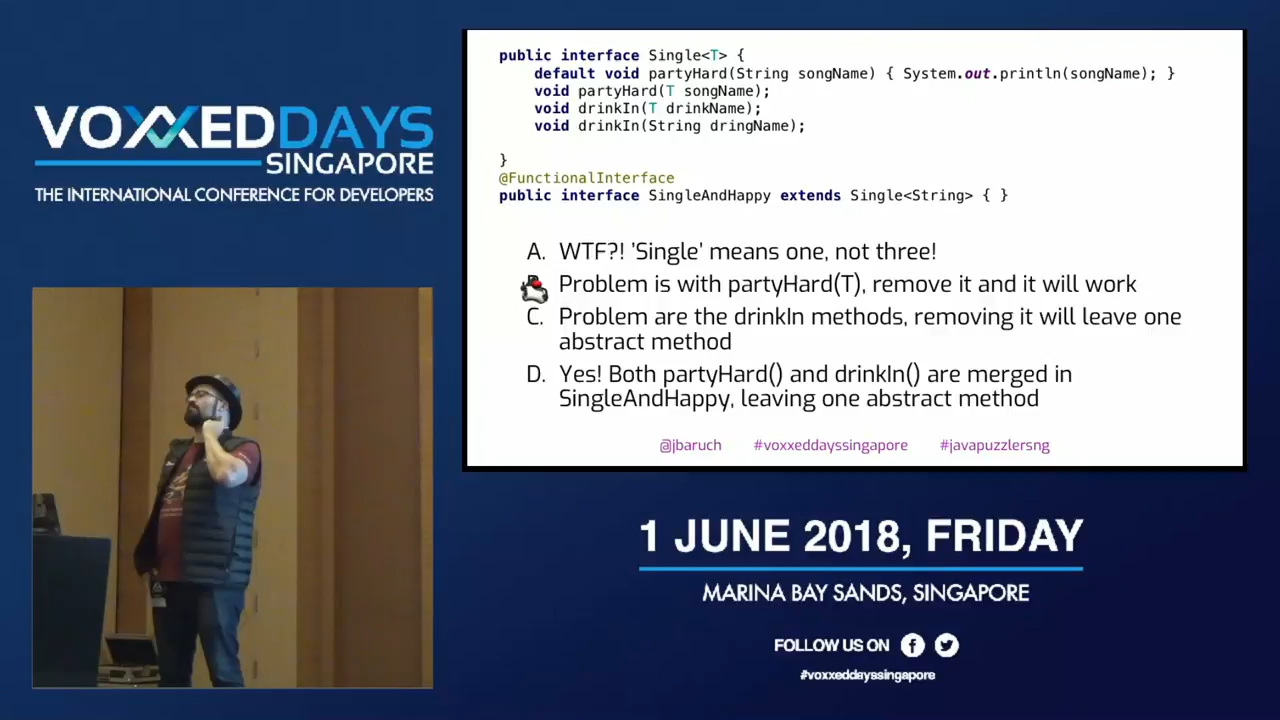 VOXXEDDAYS
SINGAPORE
THE INTERNATIONAL CONFERENCE FOR DEVELOPERS
public interface Single<T> {
default void partyHard(String songName) { System.out.println(songName); }
void partyHard(T songName);
void drinkIn(T drinkName);
void drinkIn(String dringName);
}
@FunctionalInterface
public interface SingleAndHappy extends Single<String> { }
A. WTF?! 'Single' means one, not three!
Problem is with partyHard(T), remove it and it will work
C. Problem are the drinkIn methods, removing it will leave one
abstract method
D. Yes! Both partyHard() and drinkIn() are merged in
SingleAndHappy, leaving one abstract method
@jbaruch #voxxeddayssingapore #javapuzzlersng
1 JUNE 2018, FRIDAY
MARINA BAY SANDS, SINGAPORE
FOLLOW US ON
#voxxeddayssingapore